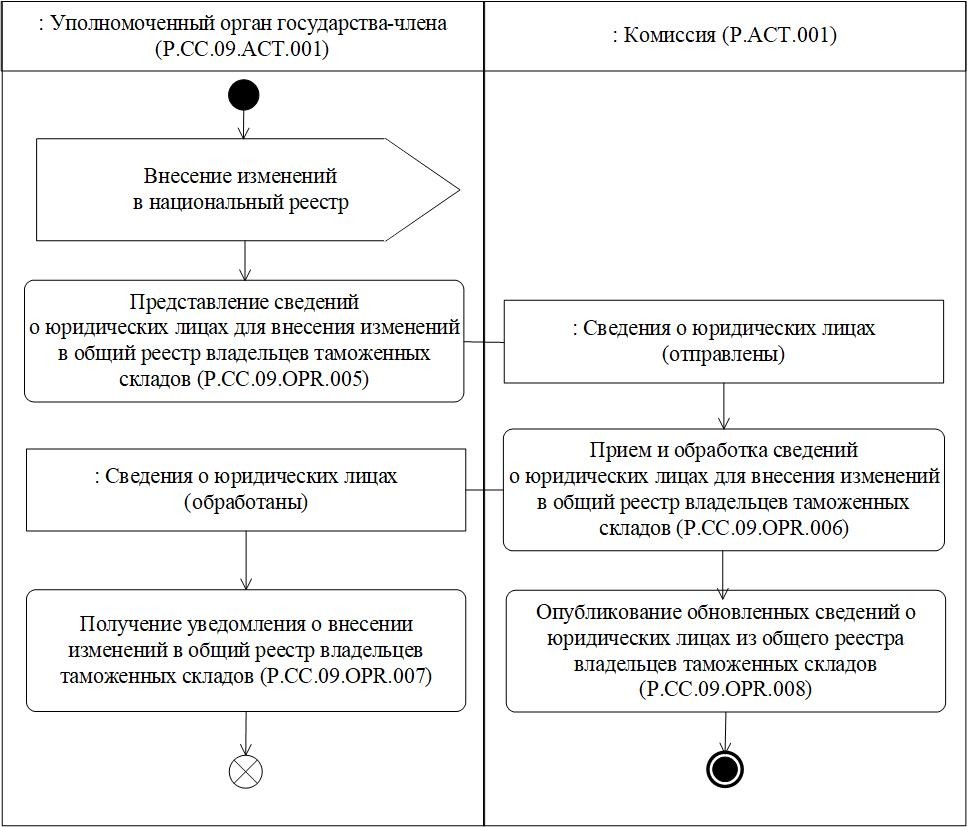 : Уполномоченный орган государства-члена
(P.CC.09.ACT.001)
: Комиссия (P.ACT.001)
Внесение изменений
в национальный реестр
Представление сведений
о юридических лицах для внесения изменений
в общий реестр владельцев таможенных
складов (P.CC.09.OPR.005)
: Сведения о юридических лицах
(отправлены)
Прием и обработка сведений
о юридических лицах для внесения изменений
в общий реестр владельцев таможенных
складов (P.CC.09.OPR.006)
: Сведения о юридических лицах
(обработаны)
Получение уведомления о внесении
изменений в общий реестр владельцев
таможенных складов (P.CC.09.OPR.007)
Опубликование обновленных сведений о
юридических лицах из общего реестра
владельцев таможенных складов
(P.CC.09.OPR.008)